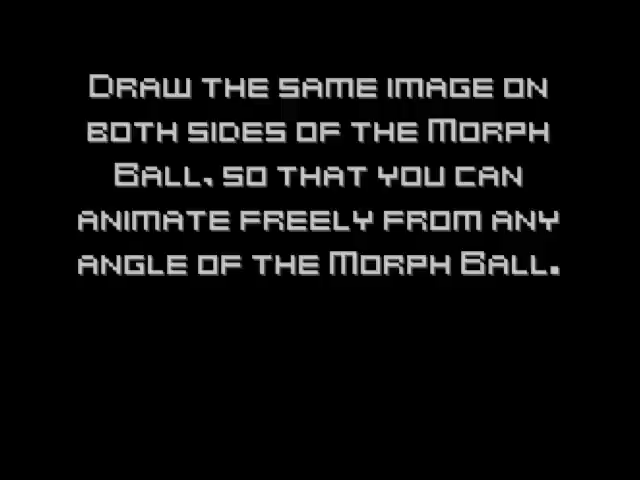 Draw the same image on
both sides of the Morph
Ball, so that you can
animate freely from any
angle of the Morph Ball.